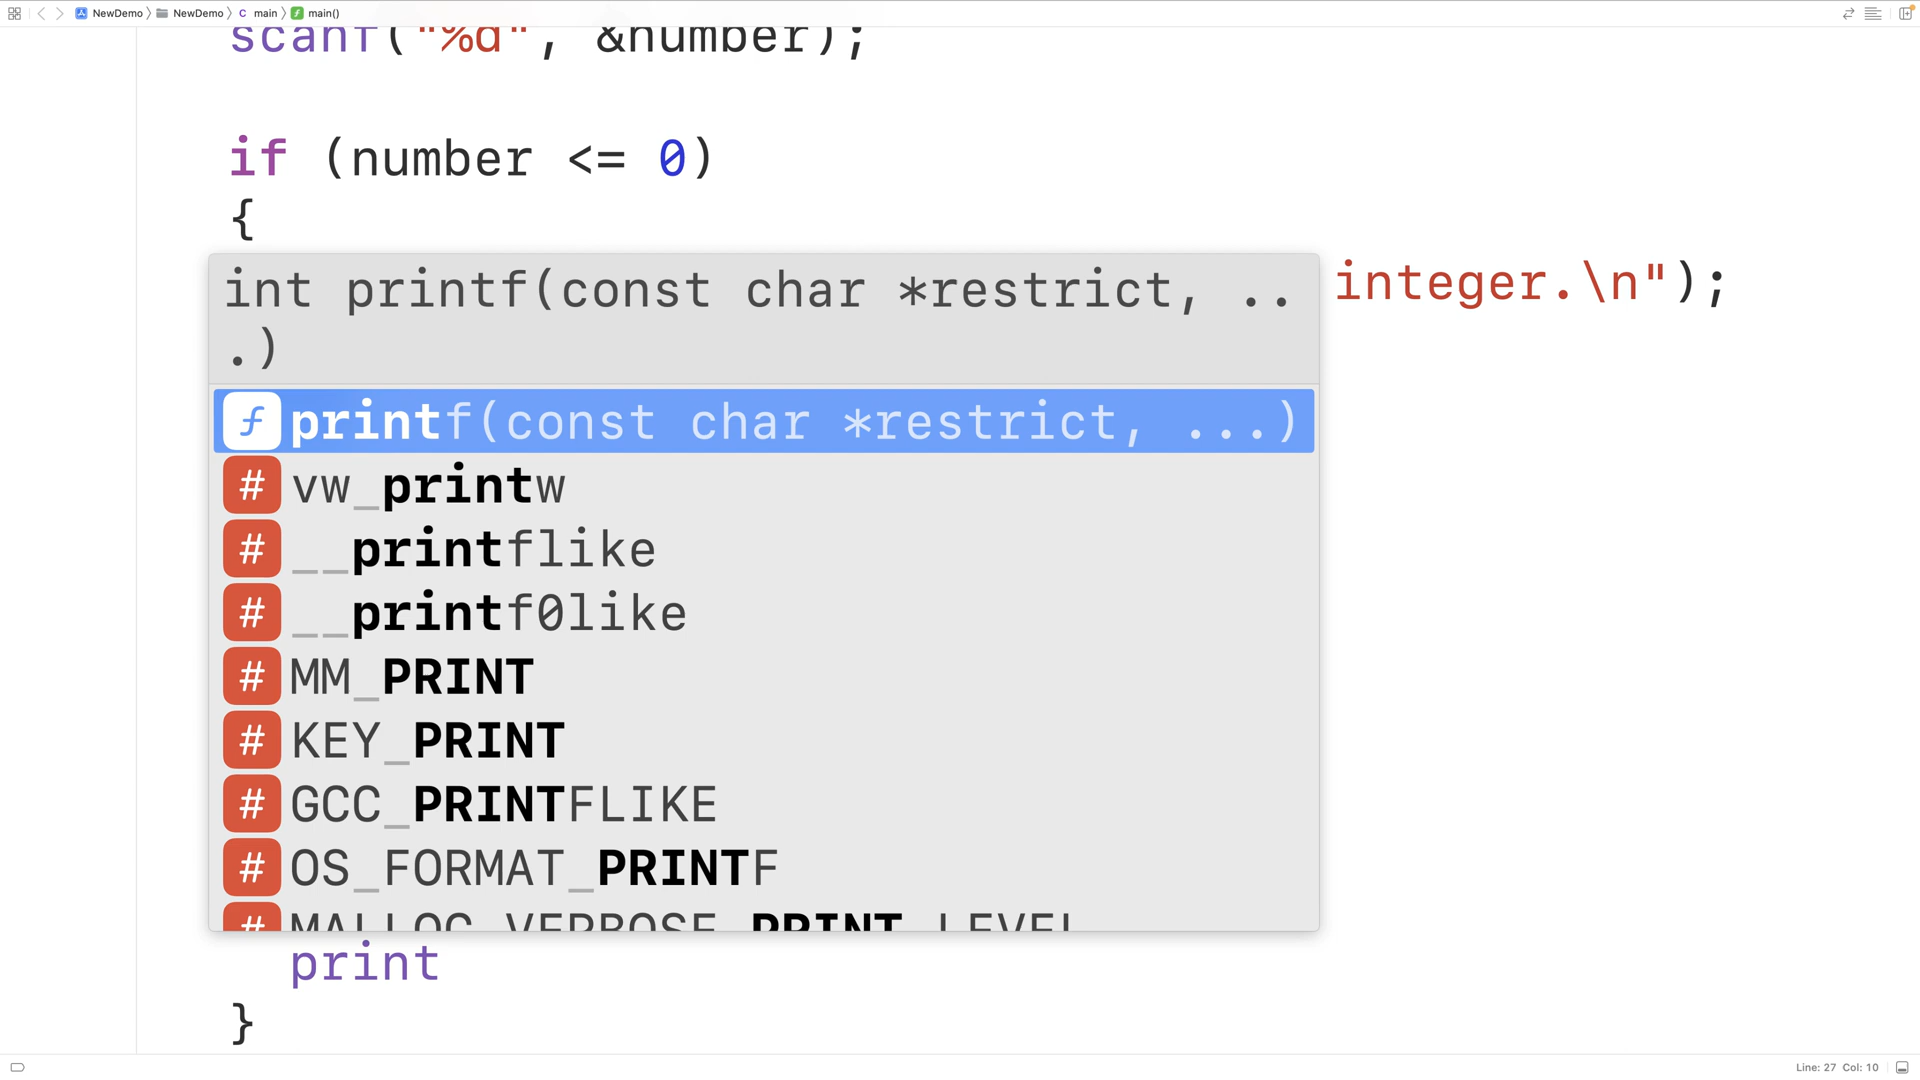 NewDemo 〉 NewDemo 〉 C main 〉 f main()
scanf("%d", &number);
if (number <= 0)
{
integer.\n");
int printf(const char *restrict, ..
.)
f printf(const char *restrict, ...)
# vw_printw
# __printflike
# __printf0like
# MM_PRINT
# KEY_PRINT
# GCC_PRINTFLIKE
# OS_FORMAT_PRINTF
# MALLOC_VERBOSE_PRINT_LEVEL
print
}
Line: 27 Col: 10